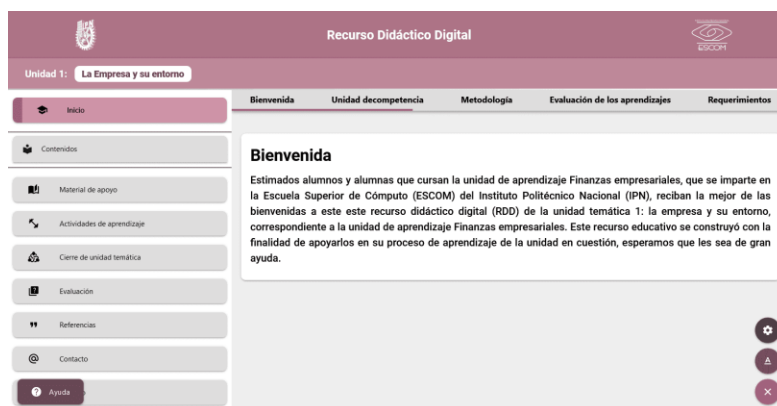 Recurso Didáctico Digital
ESCOM
Unidad 1: La Empresa y su entorno
Inicio
Contenidos
Material de apoyo
Actividades de aprendizaje
Cierre de unidad temática
Evaluación
Referencias
Contacto
Ayuda
Bienvenida Unidad decompetencia Metodología Evaluación de los aprendizajes Requerimientos
Bienvenida
Estimados alumnos y alumnas que cursan la unidad de aprendizaje Finanzas empresariales, que se imparte en
la Escuela Superior de Cómputo (ESCOM) del Instituto Politécnico Nacional (IPN), reciban la mejor de las
bienvenidas a este este recurso didáctico digital (RDD) de la unidad temática 1: la empresa y su entorno,
correspondiente a la unidad de aprendizaje Finanzas empresariales. Este recurso educativo se construyó con la
finalidad de apoyarlos en su proceso de aprendizaje de la unidad en cuestión, esperamos que les sea de gran
ayuda.
A